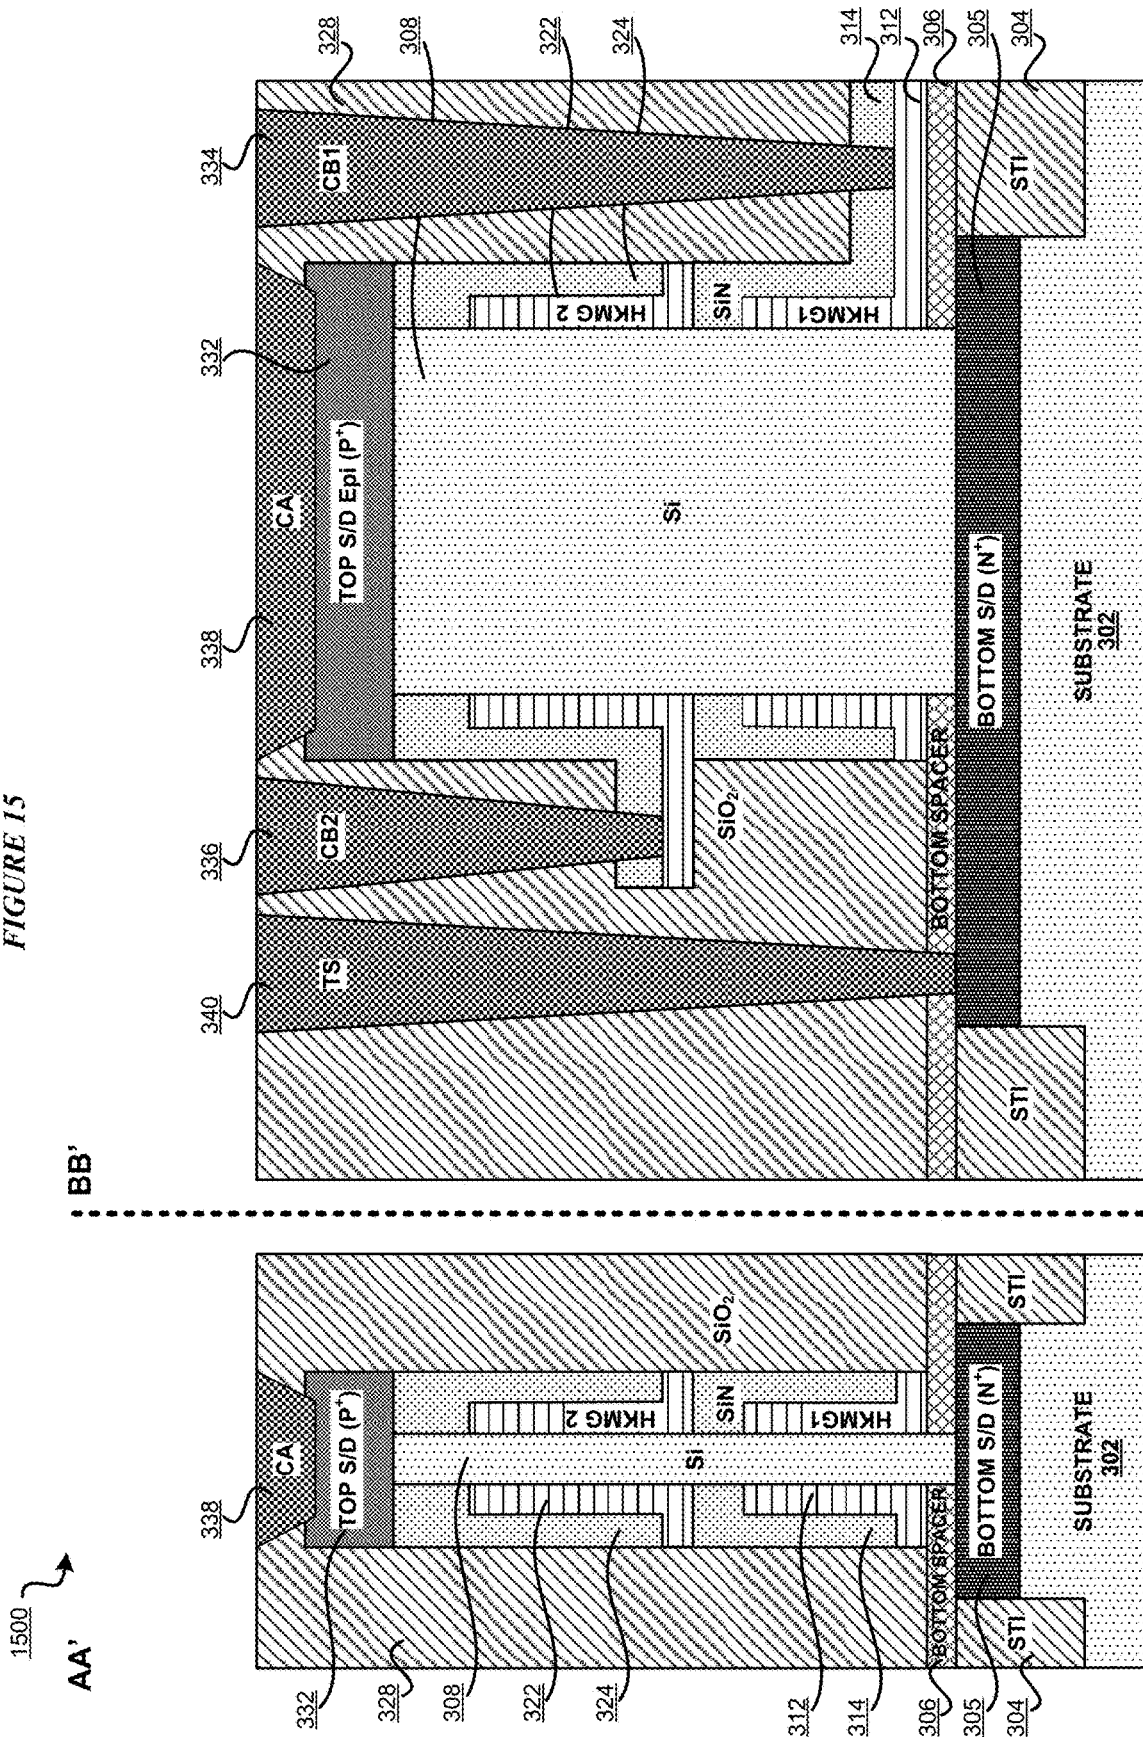 FIGURE 15
1500
AA'
BB'
338
CA
TOP S/D (P⁺)
332
328
308
322
324
312
314
306
305
304
HKMG 2
SiN
HKMG1
Si
SiO₂
BOTTOM SPACER
BOTTOM S/D (N⁺)
STI
STI
SUBSTRATE
302
340
336
338
332
334
TS
CB2
CA
CB1
TOP S/D Epi (P⁺)
328
308
322
324
314
312
306
305
304
Si
HKMG 2
SiN
HKMG1
SiO₂
BOTTOM SPACER
STI
BOTTOM S/D (N⁺)
STI
SUBSTRATE
302